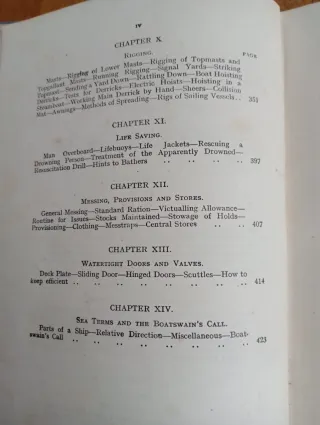 iv
CHAPTER X.
RIGGING. PAGE
Masts—Rigging of Lower Masts—Rigging of Topmasts and
Topgallant Masts—Running Rigging—Signal Yards—Striking
Topmast—Sending a Yard Down—Rattling Down—Boat Hoisting
Derricks—Tests for Derricks—Electric Hoists—Hoisting in a
Steamboat—Working Main Derrick by Hand—Sheers—Collision
Mat—Awnings—Methods of Spreading—Rigs of Sailing Vessels .. 351
CHAPTER XI.
LIFE SAVING.
Man Overboard—Lifebuoys—Life Jackets—Rescuing a
Drowning Person—Treatment of the Apparently Drowned—
Resuscitation Drill—Hints to Bathers .. .. .. .. 397
CHAPTER XII.
MESSING, PROVISIONS AND STORES.
General Messing—Standard Ration—Victualling Allowance—
Routine for Issues—Stocks Maintained—Stowage of Holds—
Provisioning—Clothing—Messtraps—Central Stores .. .. 407
CHAPTER XIII.
WATERTIGHT DOORS AND VALVES.
Deck Plate—Sliding Door—Hinged Doors—Scuttles—How to
keep efficient .. .. .. .. .. .. .. 414
CHAPTER XIV.
SEA TERMS AND THE BOATSWAIN'S CALL.
Parts of a Ship—Relative Direction—Miscellaneous—Boat-
swain's Call .. .. .. .. .. .. .. 423